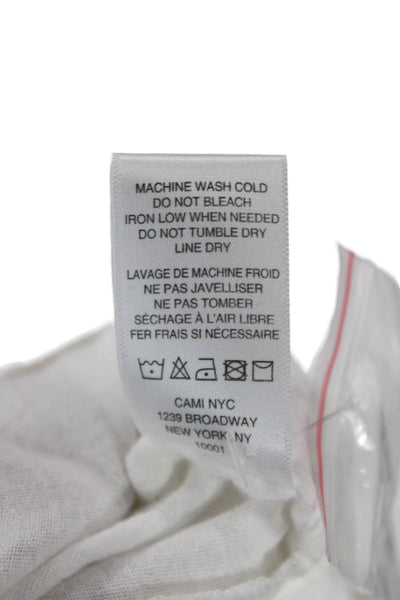 MACHINE WASH COLD
DO NOT BLEACH
IRON LOW WHEN NEEDED
DO NOT TUMBLE DRY
LINE DRY
LAVAGE DE MACHINE FROID
NE PAS JAVELLISER
NE PAS TOMBER
SÉCHAGE À L'AIR LIBRE
FER FRAIS SI NÉCESSAIRE
CAMI NYC
1239 BROADWAY
NEW YORK NY
10001